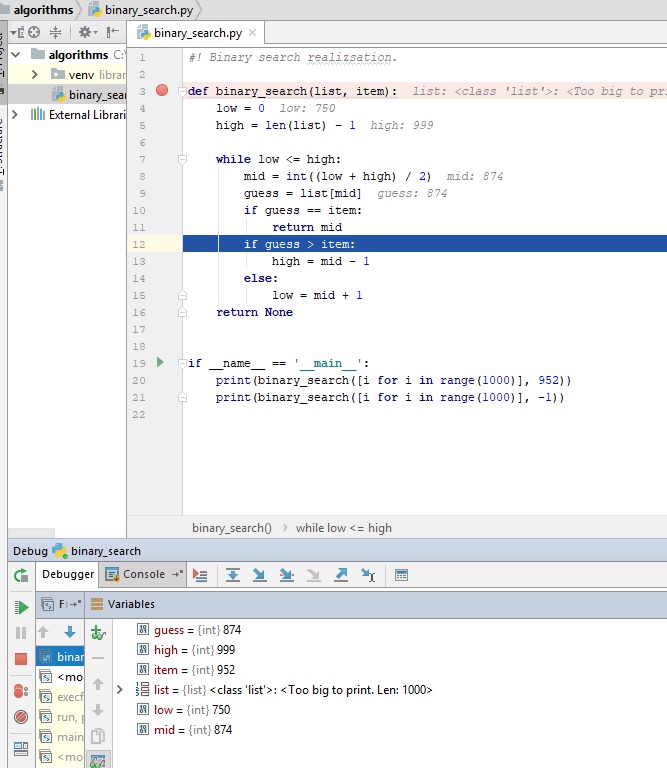 algorithms binary_search.py
binary_search.py
algorithms C:\
venv librar
binary_sear
External Librari
1 #! Binary search realizsation.
2
3 def binary_search(list, item): list: <class 'list'>: <Too big to pri
4 low = 0 low: 750
5 high = len(list) - 1 high: 999
6
7 while low <= high:
8 mid = int((low + high) / 2) mid: 874
9 guess = list[mid] guess: 874
10 if guess == item:
11 return mid
12 if guess > item:
13 high = mid - 1
14 else:
15 low = mid + 1
16 return None
17
18
19 if __name__ == '__main__':
20 print(binary_search([i for i in range(1000)], 952))
21 print(binary_search([i for i in range(1000)], -1))
22
binary_search() while low <= high
Debug binary_search
Debugger Console
Variables
guess = {int} 874
high = {int} 999
item = {int} 952
list = {list} <class 'list'>: <Too big to print. Len: 1000>
low = {int} 750
mid = {int} 874
binar
<mo
execf
run, p
main
<mo